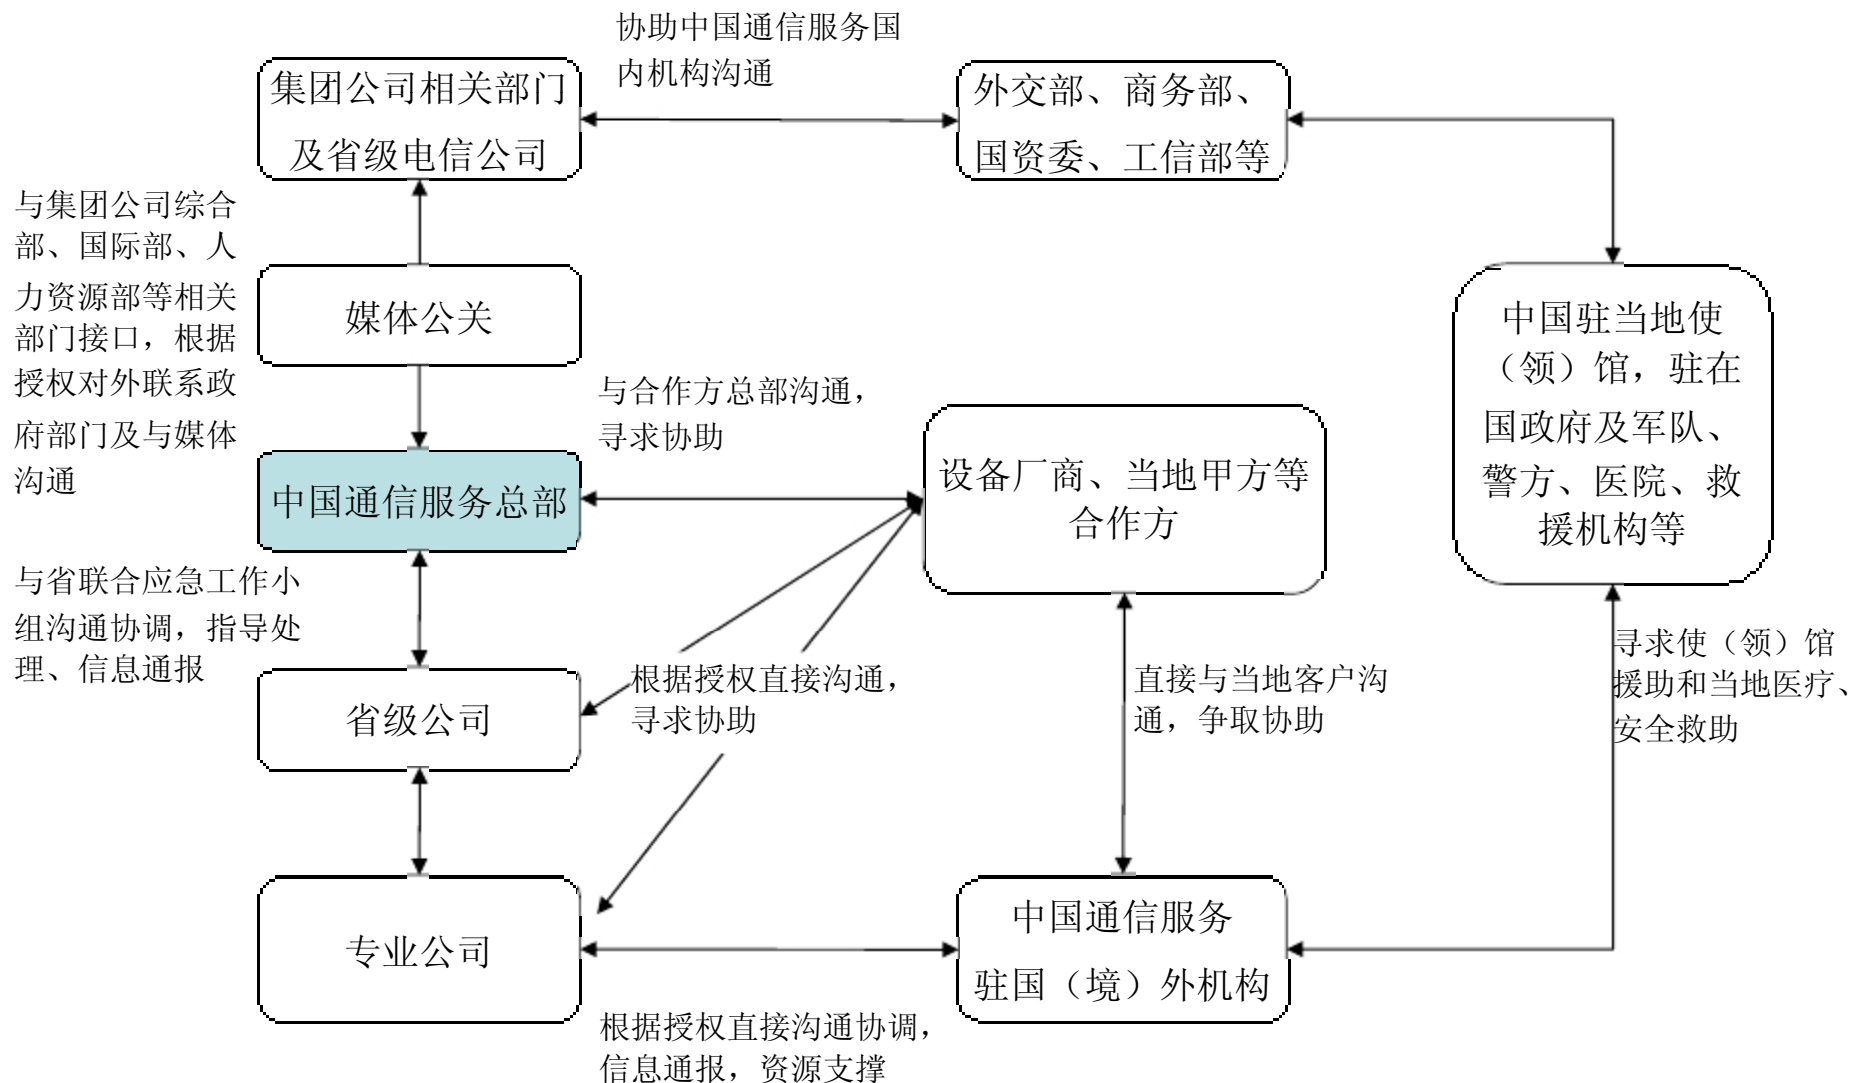 协助中国通信服务国
内机构沟通
集团公司相关部门
及省级电信公司
外交部、商务部、
国资委、工信部等
与集团公司综合
部、国际部、人
力资源部等相关
部门接口，根据
授权对外联系政
府部门及与媒体
沟通
媒体公关
中国驻当地使
（领）馆，驻在
国政府及军队、
警方、医院、救
援机构等
与合作方总部沟通，
寻求协助
中国通信服务总部
设备厂商、当地甲方等
合作方
与省联合应急工作小
组沟通协调，指导处
理、信息通报
省级公司
根据授权直接沟通，
寻求协助
直接与当地客户沟
通，争取协助
寻求使（领）馆
援助和当地医疗、
安全救助
专业公司
中国通信服务
驻国（境）外机构
根据授权直接沟通协调，
信息通报，资源支撑